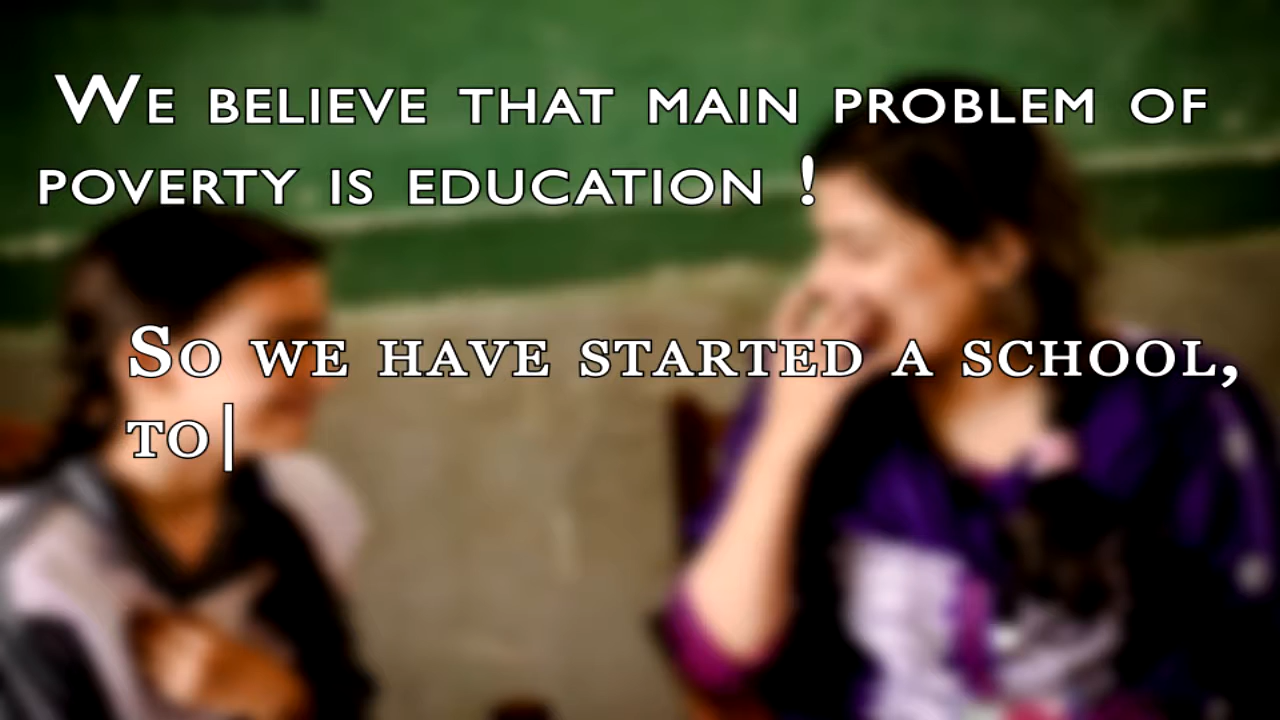 We believe that main problem of
poverty is education !
So we have started a school,
to|